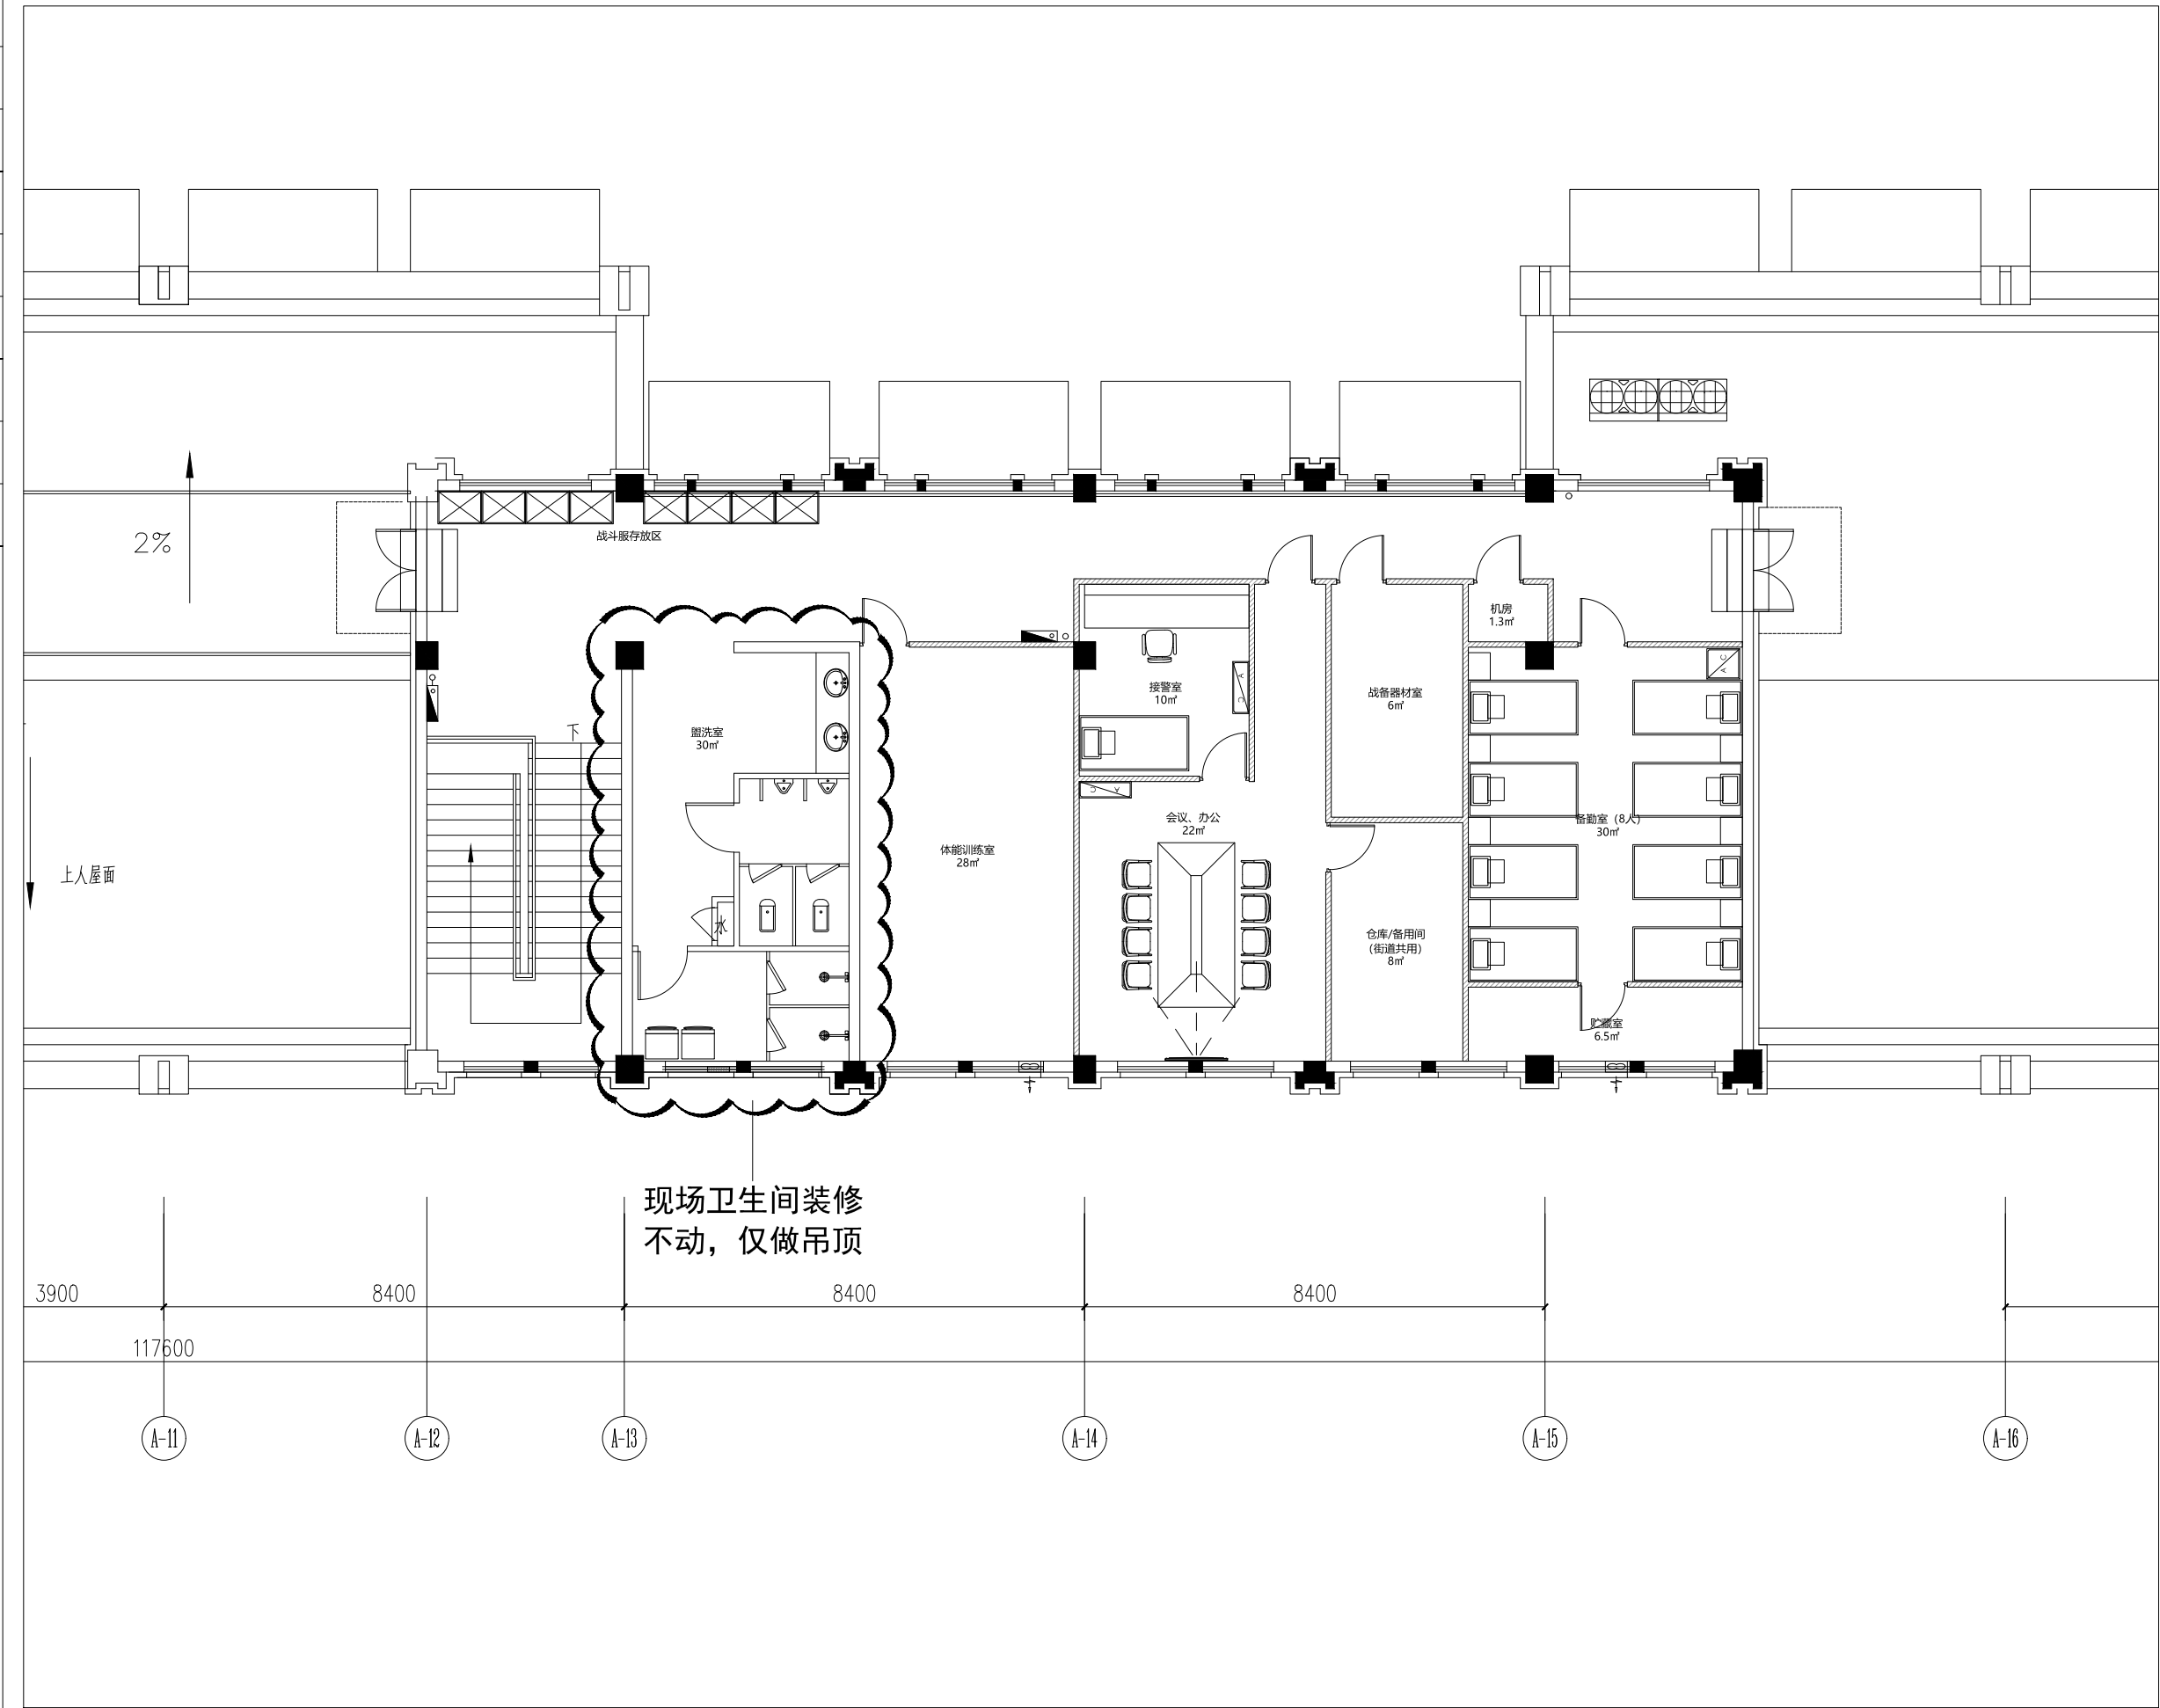 2%
战斗服存放区
机房
1.3㎡
接警室
10㎡
战备器材室
6㎡
下
盥洗室
30㎡
会议、办公
22㎡
备勤室（8人）
30㎡
体能训练室
28㎡
上人屋面
水
仓库/备用间
（街道共用）
8㎡
贮藏室
6.5㎡
A C
A C
A C
现场卫生间装修
不动，仅做吊顶
3900
8400
8400
8400
117600
A-11
A-12
A-13
A-14
A-15
A-16